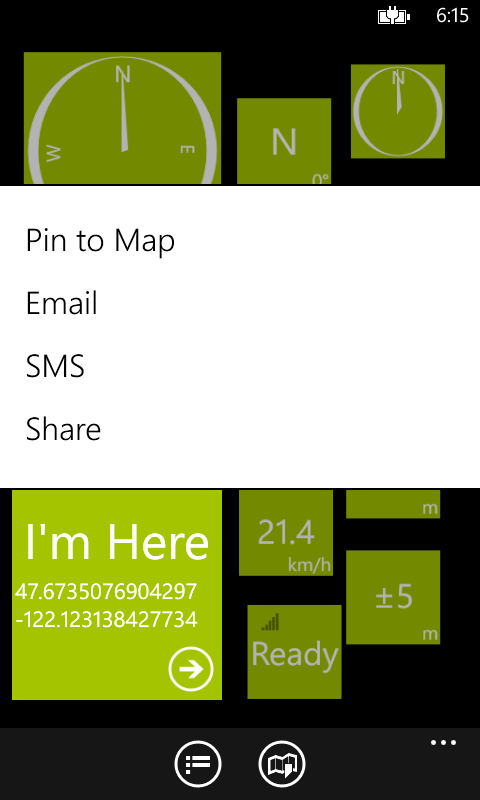 6:15
N
W
E
N
0°
N
Pin to Map
Email
SMS
Share
I'm Here
47.6735076904297
-122.123138427734
21.4
km/h
m
±5
m
Ready